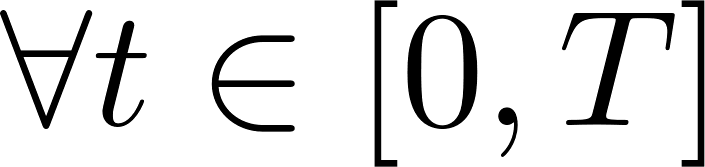 ∀t ∈ [0, T]